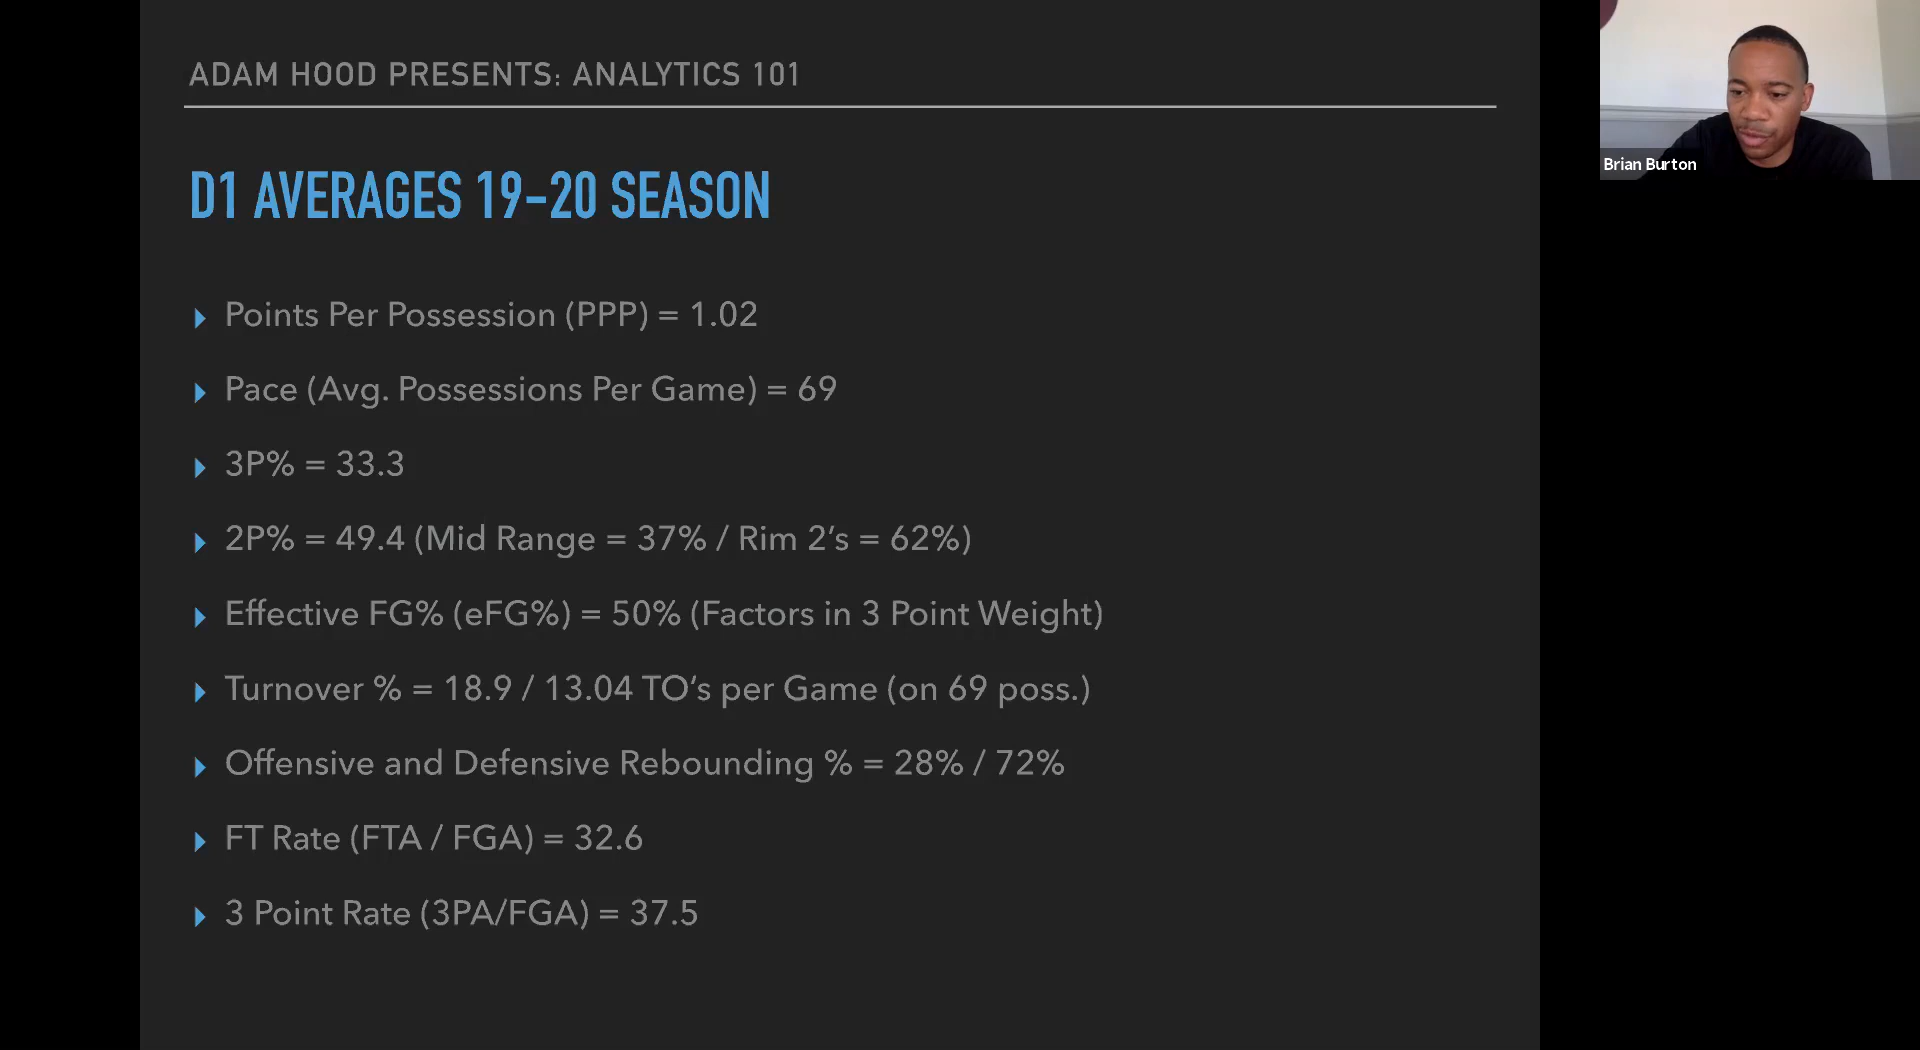 ADAM HOOD PRESENTS: ANALYTICS 101
D1 AVERAGES 19-20 SEASON
Points Per Possession (PPP) = 1.02
Pace (Avg. Possessions Per Game) = 69
3P% = 33.3
2P% = 49.4 (Mid Range = 37% / Rim 2’s = 62%)
Effective FG% (eFG%) = 50% (Factors in 3 Point Weight)
Turnover % = 18.9 / 13.04 TO’s per Game (on 69 poss.)
Offensive and Defensive Rebounding % = 28% / 72%
FT Rate (FTA / FGA) = 32.6
3 Point Rate (3PA/FGA) = 37.5
Brian Burton